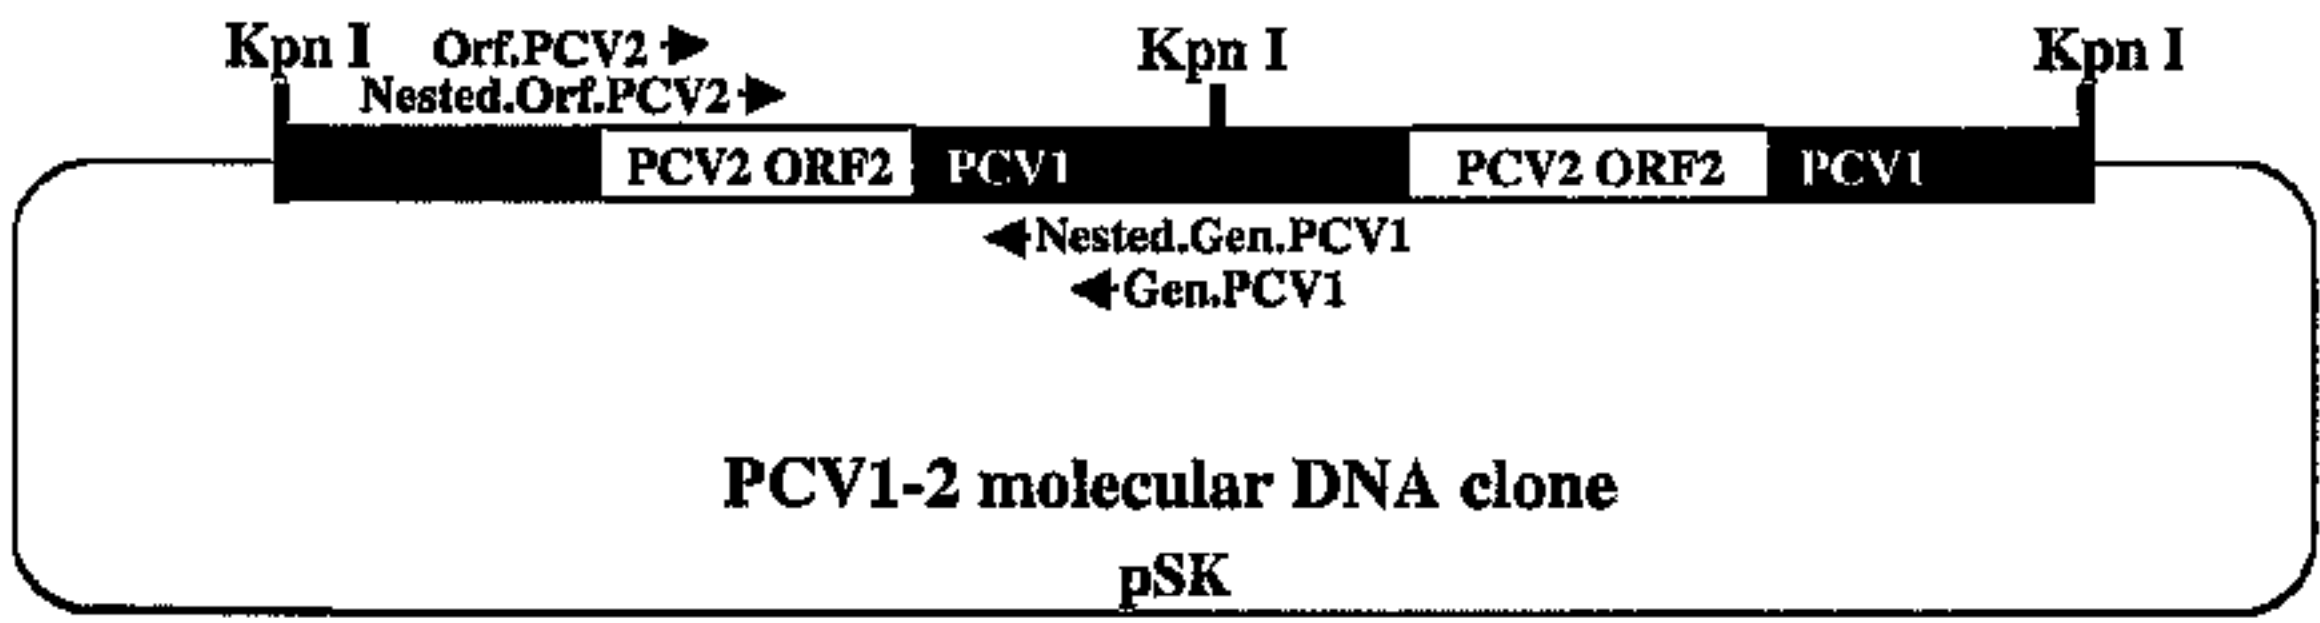 Kpn I Orf.PCV2 Kpn I Kpn I
Nested.Orf.PCV2
PCV2 ORF2 PCV1 PCV2 ORF2 PCV1
Nested.Gen.PCV1
Gen.PCV1
PCV1-2 molecular DNA clone
pSK